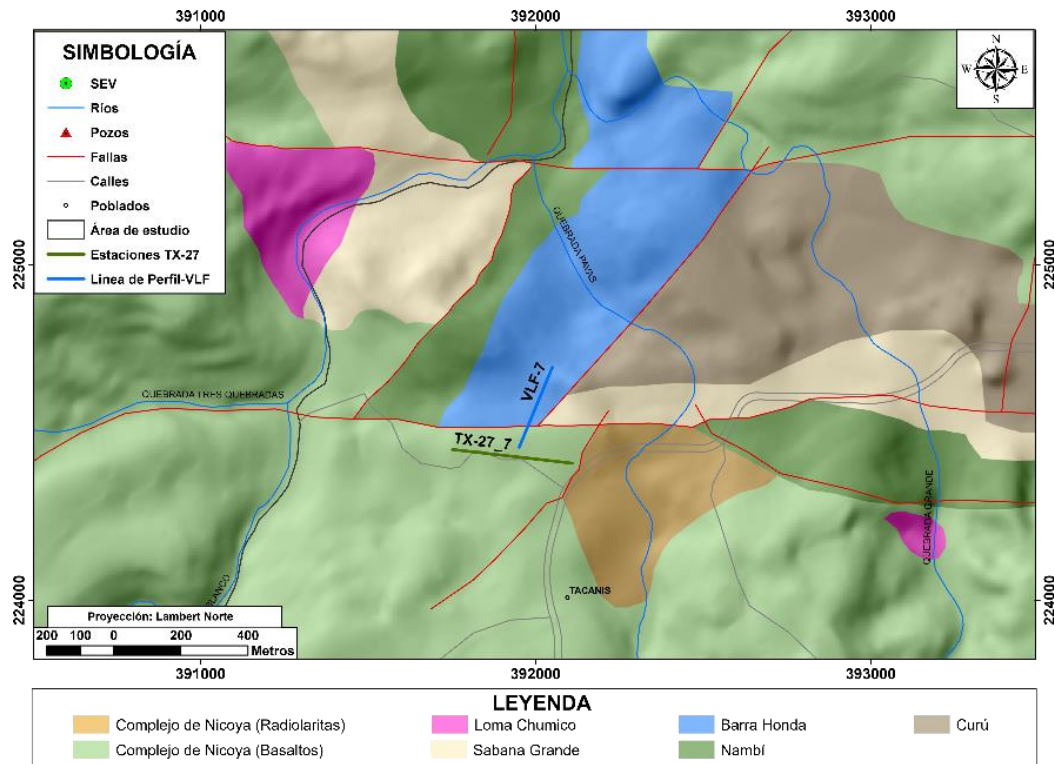 391000 392000 393000
SIMBOLOGÍA
SEV
Ríos
Pozos
Fallas
Calles
Poblados
Área de estudio
Estaciones TX-27
Línea de Perfil-VLF
N
W E
S
225000 225000
QUEBRADA PAVAS
QUEBRADA TRES QUEBRADAS
VLF-7
TX-27_7
QUEBRADA GRANDE
BLANCO
TACANIS
224000 224000
Proyección: Lambert Norte
200 100 0 200 400
Metros
391000 392000 393000
LEYENDA
Complejo de Nicoya (Radiolaritas) Loma Chumico Barra Honda Curú
Complejo de Nicoya (Basaltos) Sabana Grande Nambí